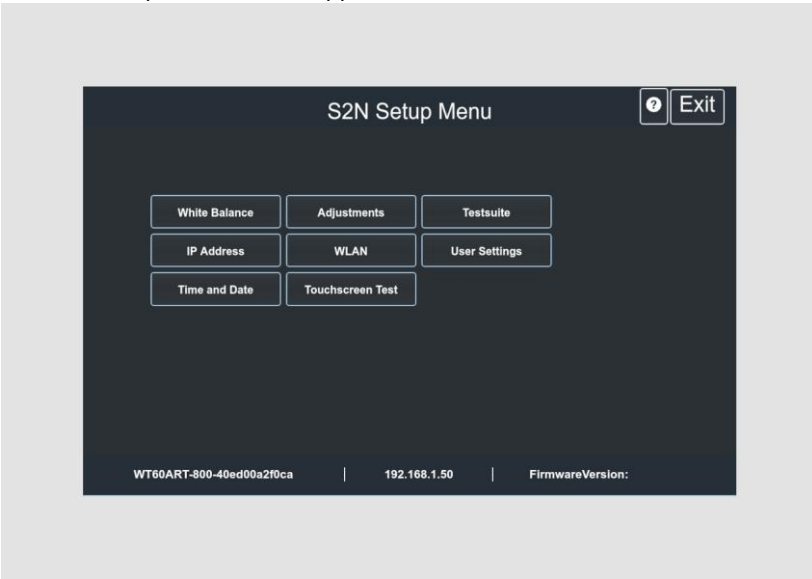 S2N Setup Menu
? Exit
White Balance Adjustments Testsuite
IP Address WLAN User Settings
Time and Date Touchscreen Test
WT60ART-800-40ed00a2f0ca | 192.168.1.50 | FirmwareVersion: